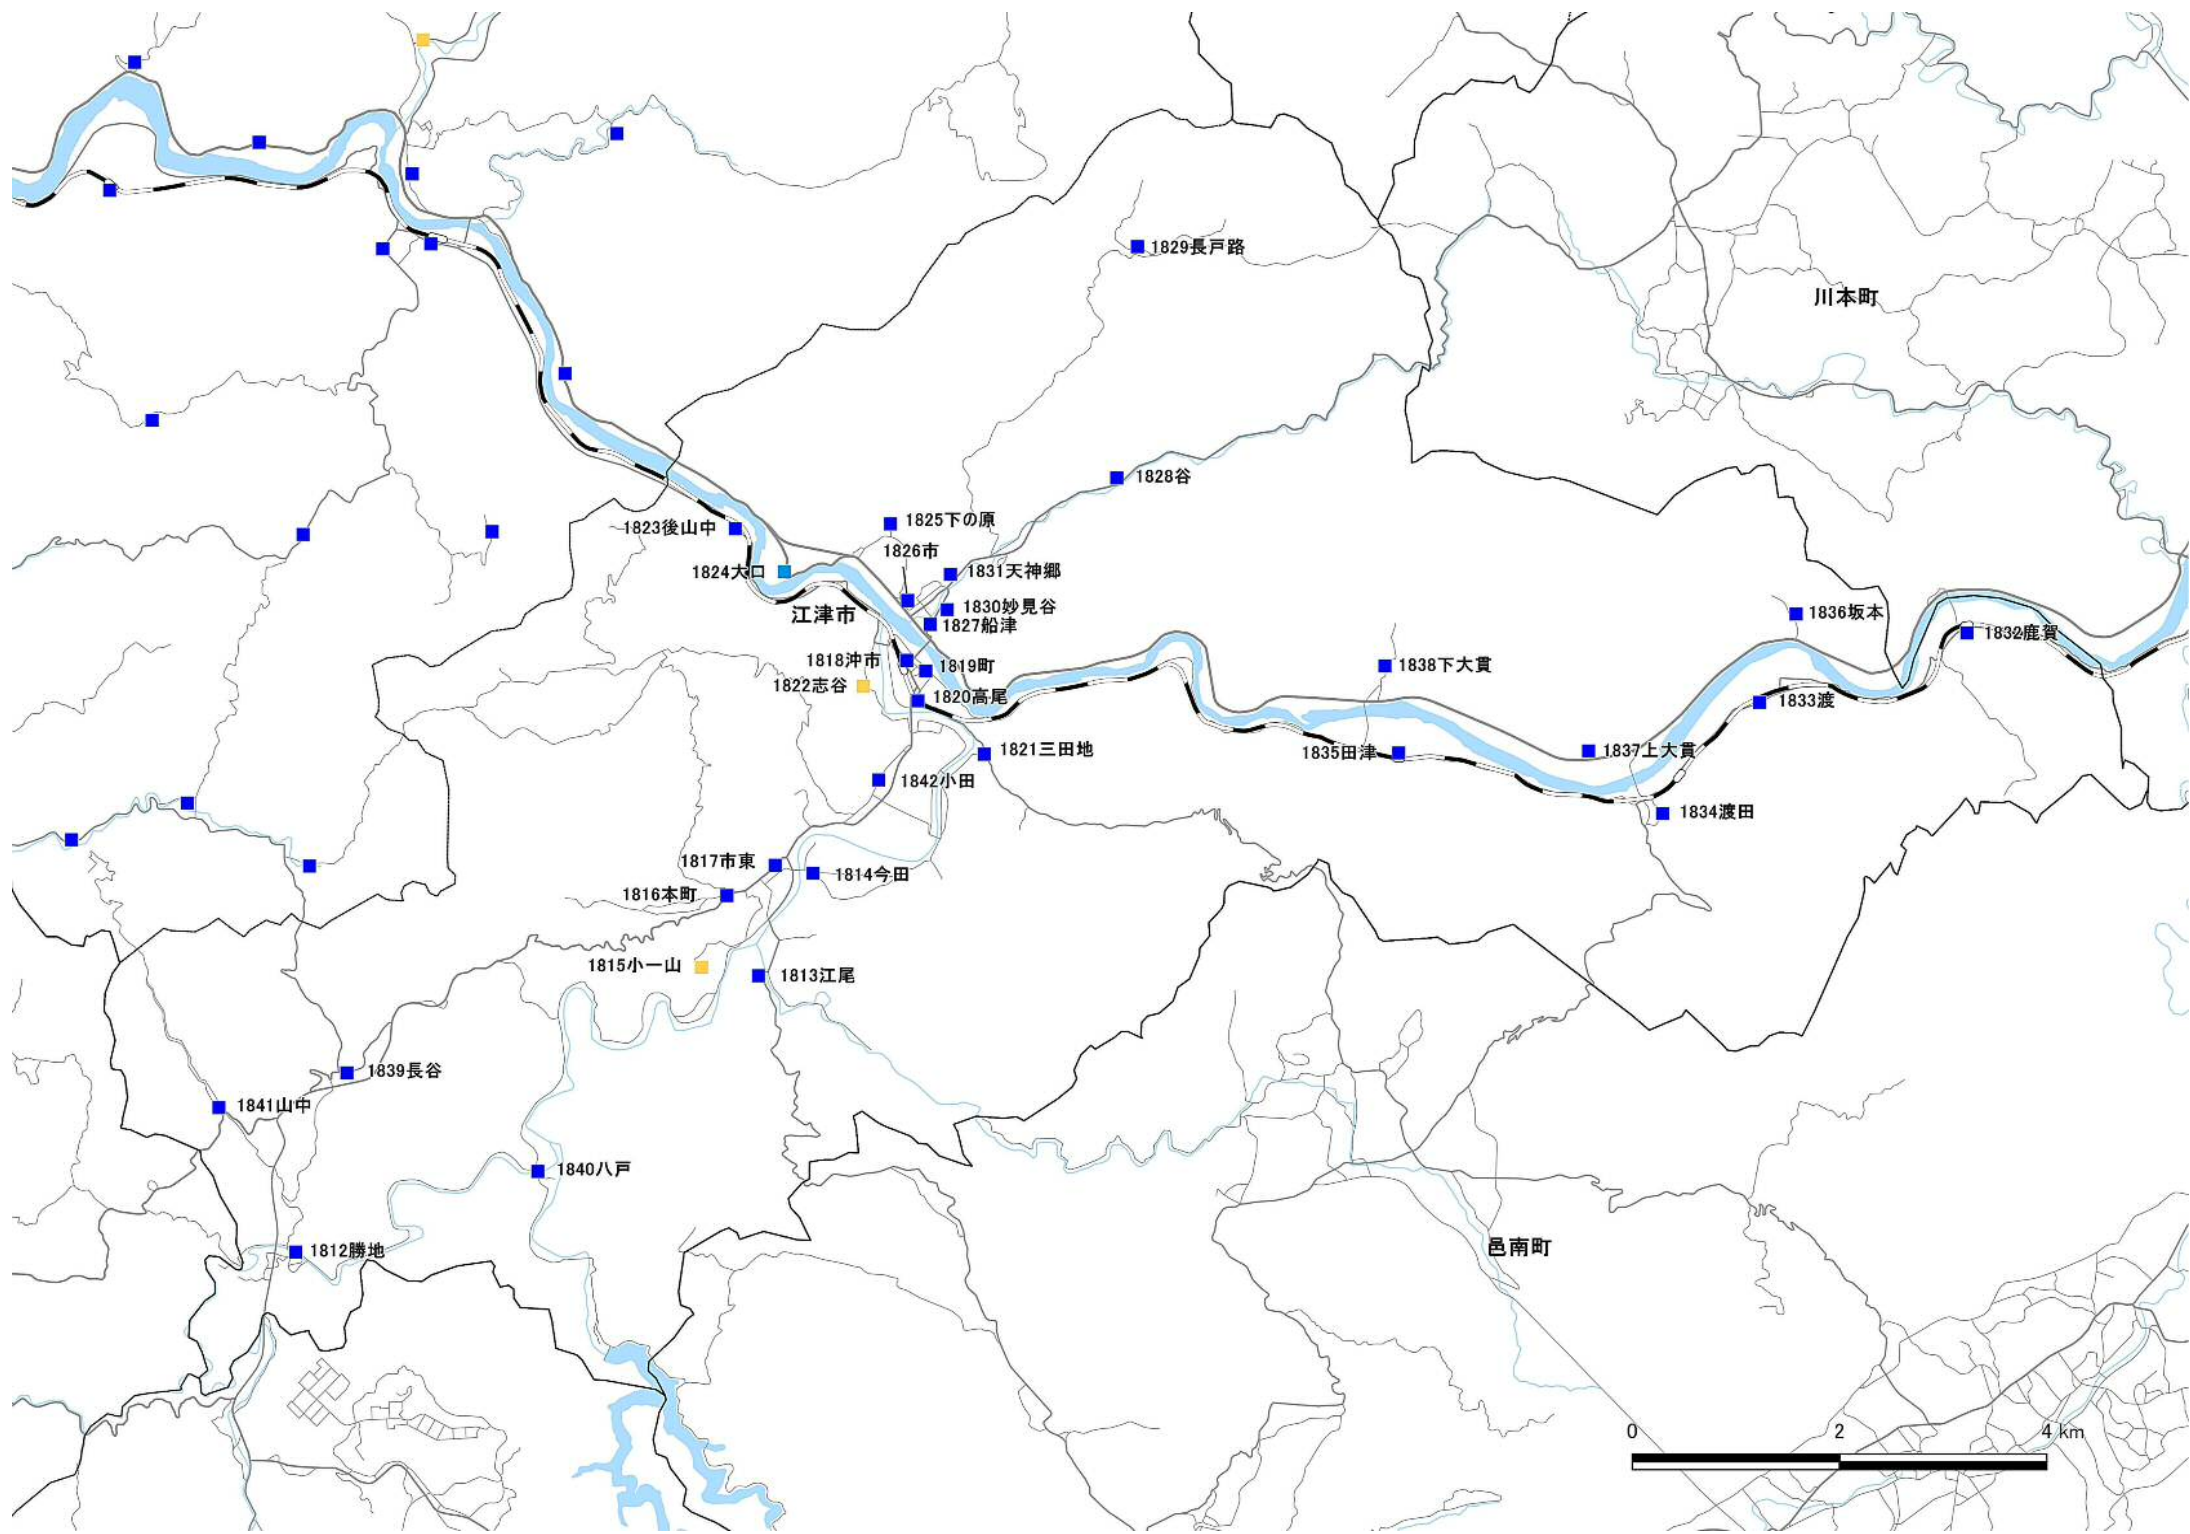 1829長戸路
川本町
1828谷
1825下の原
1823後山中
1826市
1824大口
1831天神郷
1830妙見谷
江津市
1827船津
1836坂本
1832鹿賀
1818沖市
1819町
1838下大貫
1822志谷
1820高尾
1833渡
1821三田地
1835田津
1837上大貫
1842小田
1834渡田
1817市東
1814今田
1816本町
1815小一山
1813江尾
1839長谷
1841山中
1840八戸
1812勝地
邑南町
0 2 4 km